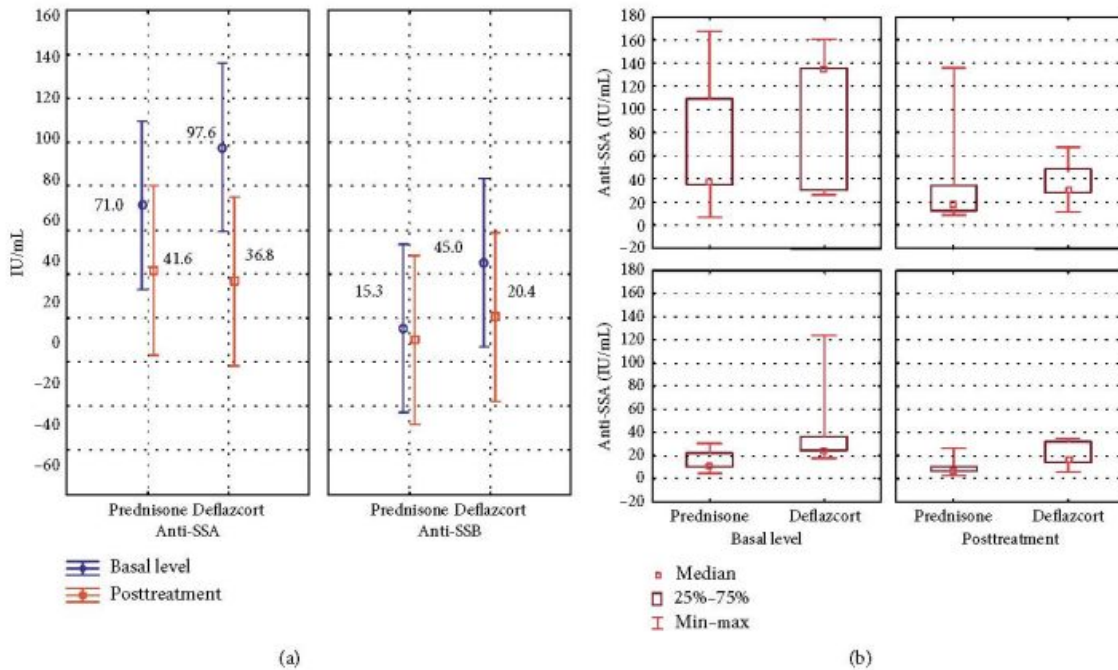 160
140
120
100
80
60
40
20
0
−20
−40
−60
IU/mL
71.0
41.6
97.6
36.8
15.3
45.0
20.4
Prednisone Deflazcort
Anti-SSA
Prednisone Deflazcort
Anti-SSB
Basal level
Posttreatment
(a)
180
160
140
120
100
80
60
40
20
0
−20
Anti-SSA (IU/mL)
180
160
140
120
100
80
60
40
20
0
−20
Anti-SSA (IU/mL)
Prednisone Deflazcort
Basal level
Prednisone Deflazcort
Posttreatment
Median
25%–75%
Min–max
(b)